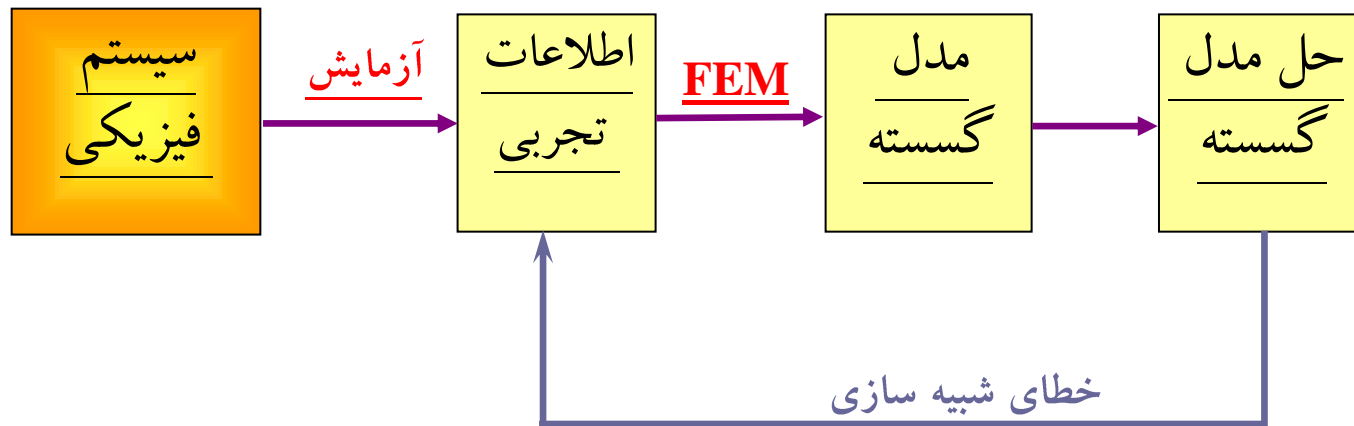 سیستم
فیزیکی
آزمایش
اطلاعات
تجربی
FEM
مدل
گسسته
حل مدل
گسسته
خطای شبیه سازی